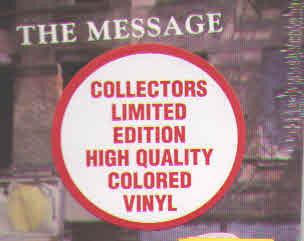 THE MESSAGE
COLLECTORS
LIMITED
EDITION
HIGH QUALITY
COLORED
VINYL